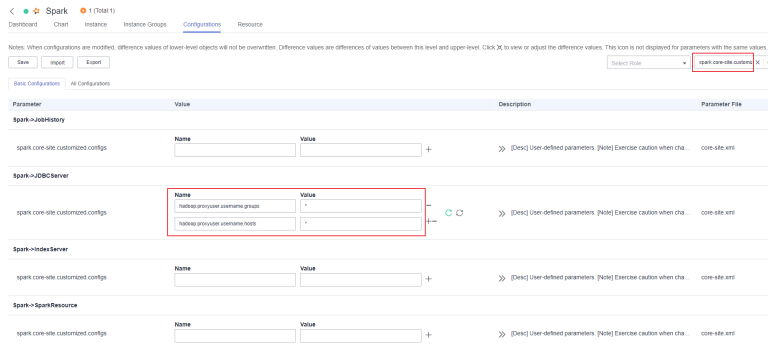 Spark 1 (Total:1)
Dashboard Chart Instance Instance Groups Configurations Resource
Notes: When configurations are modified, difference values of lower-level objects will not be overwritten. Difference values are differences of values between this level and upper-level. Click to view or adjust the difference values. This icon is not displayed for parameters with the same values.
Save Import Export Select Role spark.core-site.customiz
Basic Configurations All Configurations
Parameter Value Description Parameter File
Spark->JobHistory
Name Value
spark.core-site.customized.configs [Desc] User-defined parameters. [Note] Exercise caution when cha... core-site.xml
Spark->JDBCServer
Name Value
hadoop.proxyuser.username.groups *
spark.core-site.customized.configs [Desc] User-defined parameters. [Note] Exercise caution when cha... core-site.xml
hadoop.proxyuser.username.hosts *
Spark->IndexServer
Name Value
spark.core-site.customized.configs [Desc] User-defined parameters. [Note] Exercise caution when cha... core-site.xml
Spark->SparkResource
Name Value
spark.core-site.customized.configs [Desc] User-defined parameters. [Note] Exercise caution when cha... core-site.xml